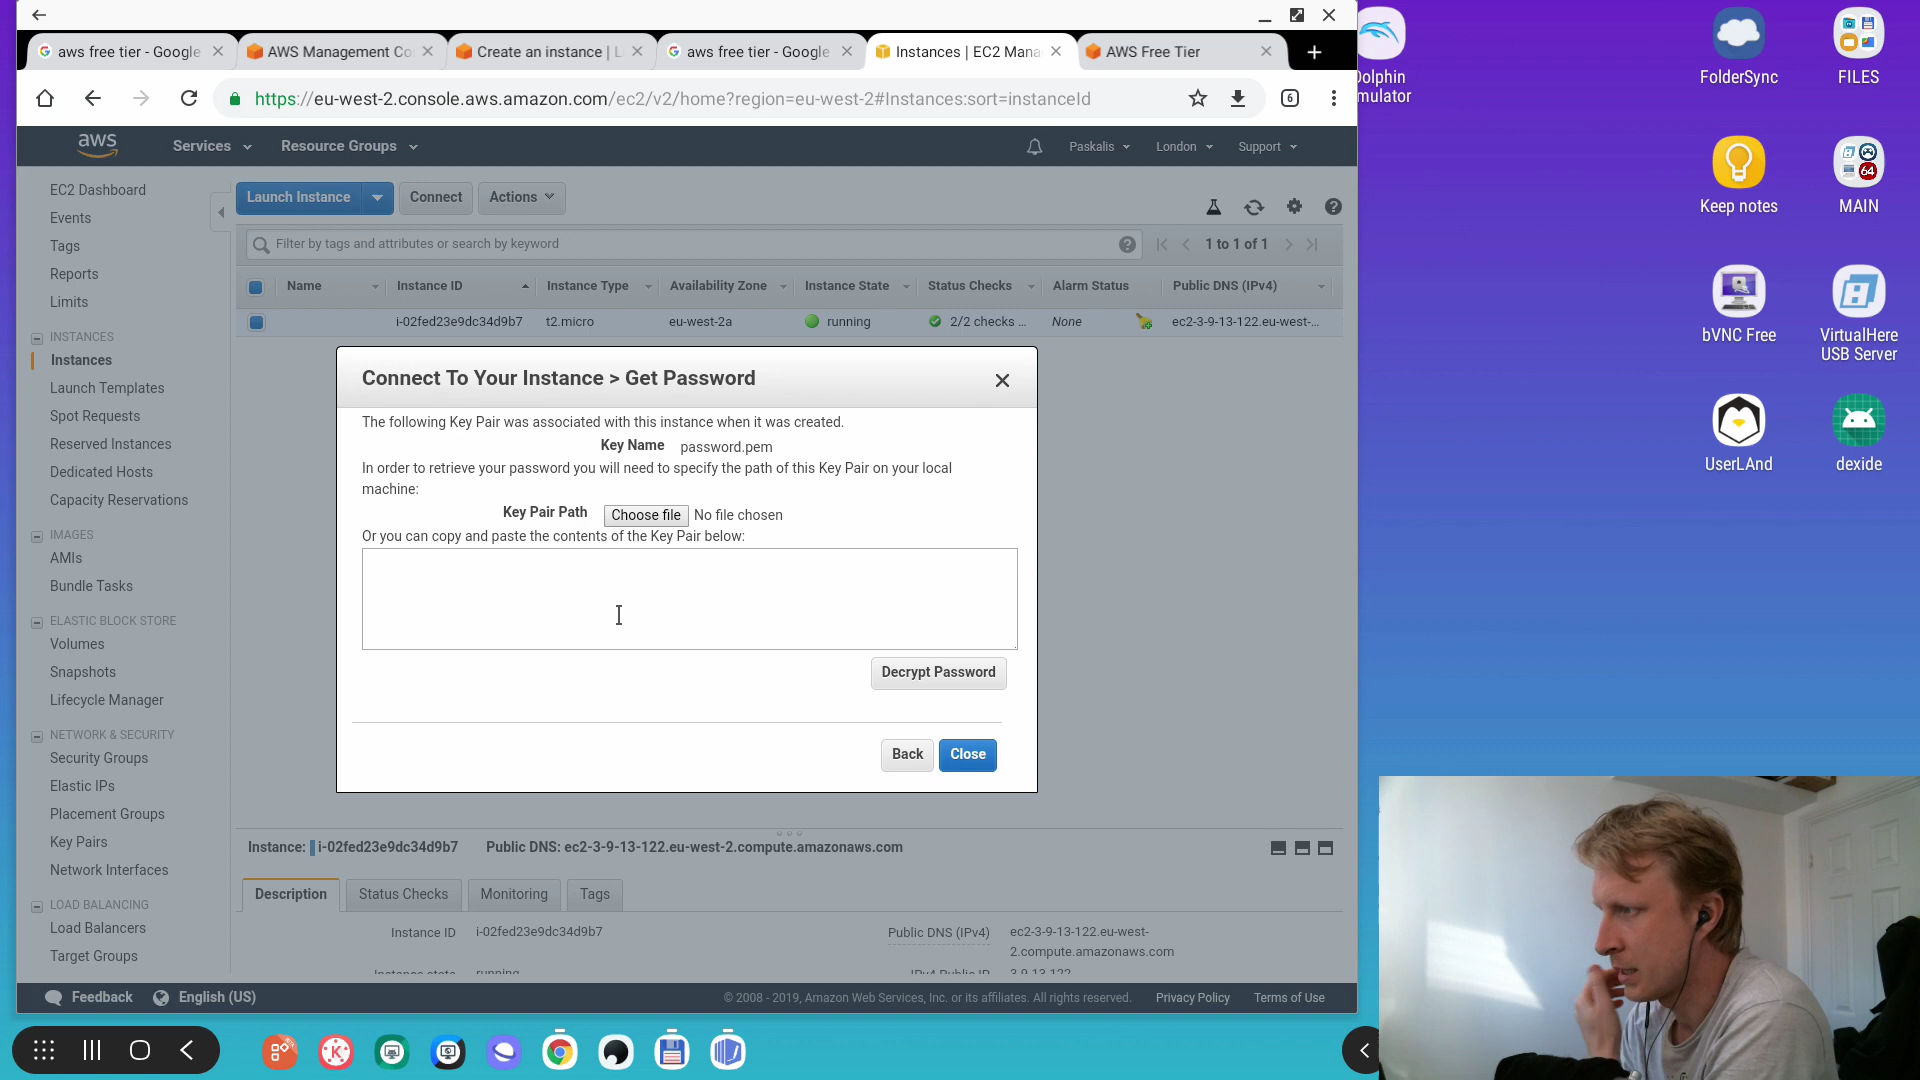 aws free tier - Google
AWS Management Co
Create an instance | L
aws free tier - Google
Instances | EC2 Mana
AWS Free Tier
https://eu-west-2.console.aws.amazon.com/ec2/v2/home?region=eu-west-2#Instances:sort=instanceId
6
aws
Services
Resource Groups
Paskalis
London
Support
EC2 Dashboard
Events
Tags
Reports
Limits
INSTANCES
Instances
Launch Templates
Spot Requests
Reserved Instances
Dedicated Hosts
Capacity Reservations
IMAGES
AMIs
Bundle Tasks
ELASTIC BLOCK STORE
Volumes
Snapshots
Lifecycle Manager
NETWORK & SECURITY
Security Groups
Elastic IPs
Placement Groups
Key Pairs
Network Interfaces
LOAD BALANCING
Load Balancers
Target Groups
Launch Instance
Connect
Actions
Filter by tags and attributes or search by keyword
1 to 1 of 1
Name
Instance ID
Instance Type
Availability Zone
Instance State
Status Checks
Alarm Status
Public DNS (IPv4)
i-02fed23e9dc34d9b7
t2.micro
eu-west-2a
running
2/2 checks ...
None
ec2-3-9-13-122.eu-west-...
Connect To Your Instance > Get Password
The following Key Pair was associated with this instance when it was created.
Key Name password.pem
In order to retrieve your password you will need to specify the path of this Key Pair on your local
machine:
Key Pair Path Choose file No file chosen
Or you can copy and paste the contents of the Key Pair below:
Decrypt Password
Back
Close
Instance: i-02fed23e9dc34d9b7 Public DNS: ec2-3-9-13-122.eu-west-2.compute.amazonaws.com
Description
Status Checks
Monitoring
Tags
Instance ID i-02fed23e9dc34d9b7
Public DNS (IPv4) ec2-3-9-13-122.eu-west-
2.compute.amazonaws.com
Instance state running
IPv4 Public IP 3.9.13.122
Feedback
English (US)
© 2008 - 2019, Amazon Web Services, Inc. or its affiliates. All rights reserved.
Privacy Policy
Terms of Use
Dolphin
mulator
FolderSync
FILES
Keep notes
64
MAIN
bVNC Free
VirtualHere
USB Server
UserLAnd
dexide